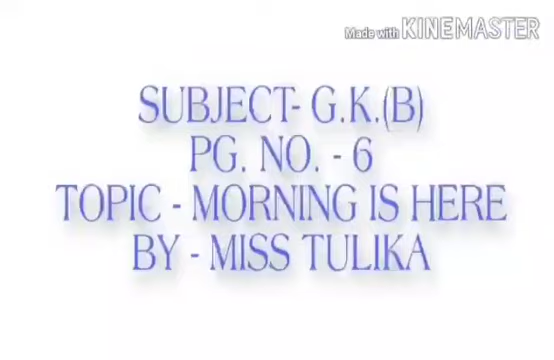 Made with KINEMASTER
SUBJECT- G.K.(B)
PG. NO. - 6
TOPIC - MORNING IS HERE
BY - MISS TULIKA